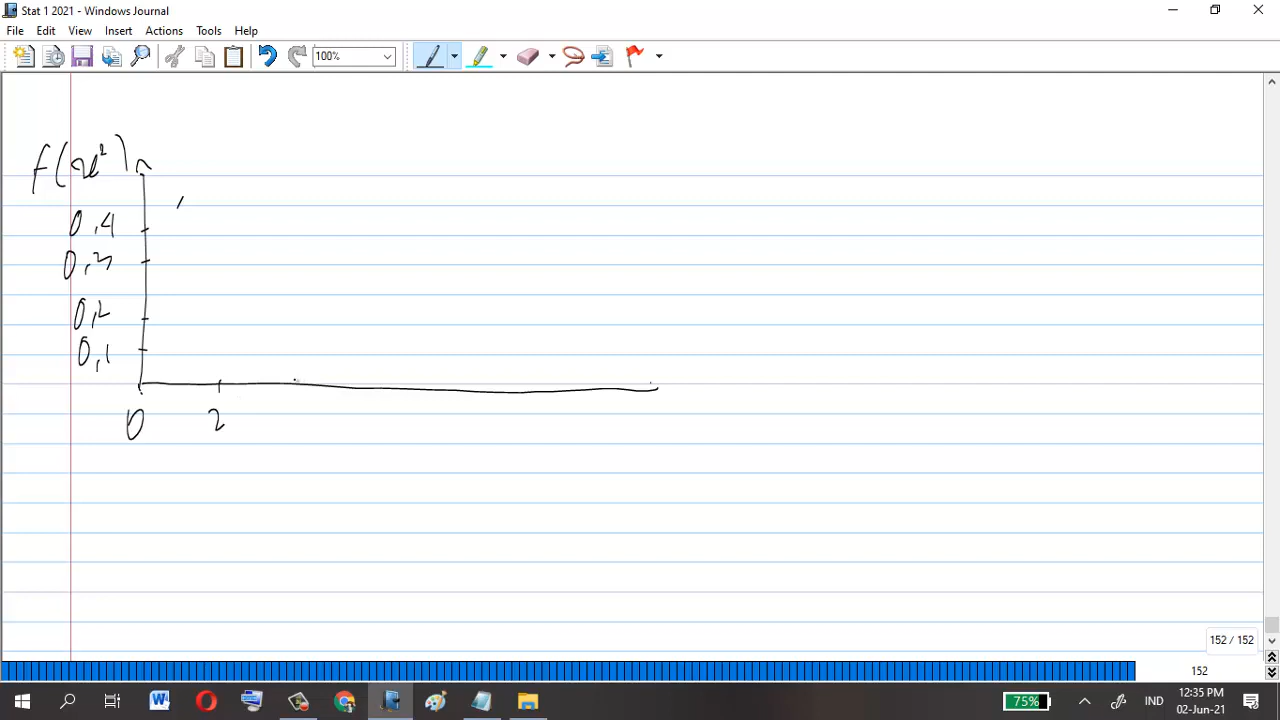 Stat 1 2021 - Windows Journal
File Edit View Insert Actions Tools Help
100%
f(x²)
0,4
0,3
0,2
0,1
0 2
152 / 152
152
75% IND 12:35 PM
02-Jun-21